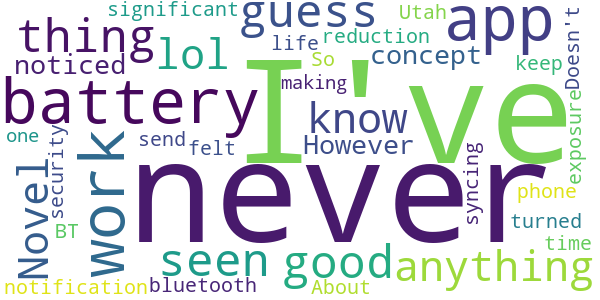 significant
guess
Utah
app
thing
lol
life
reduction
So
concept
Doesn't
noticed
keep
making
battery
I've
know
exposure
one
security
work
send
felt
However
never
syncing
Novel
phone
BT
turned
seen
good
anything
time
notification
bluetooth
About